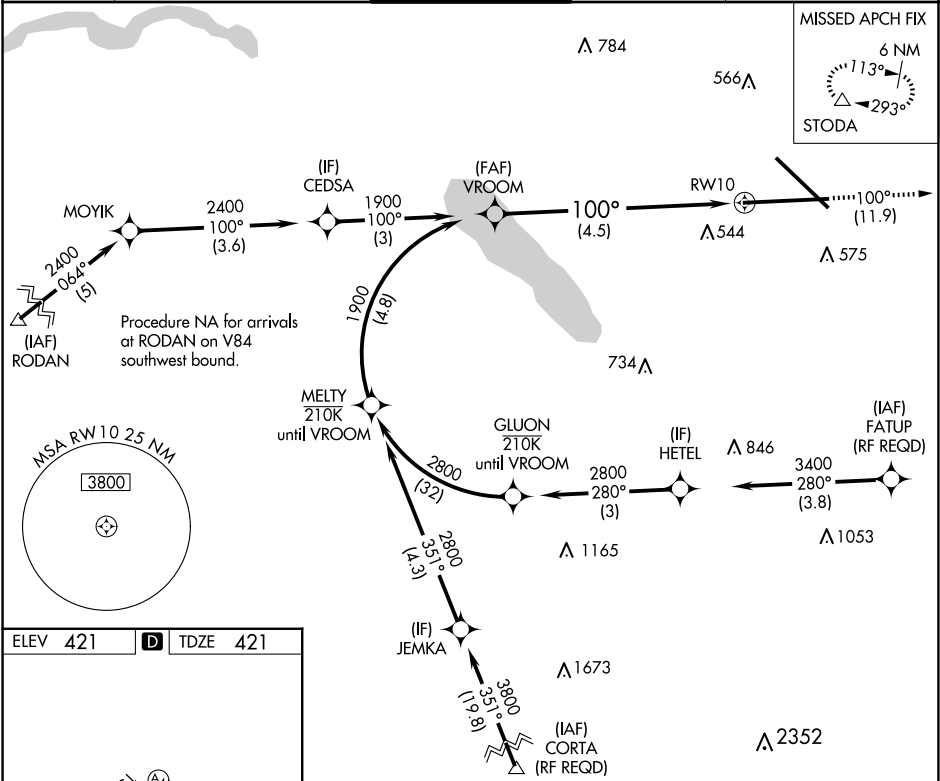 MISSED APCH FIX
6 NM
113°
293°
STODA
784
566
(IF)
CEDSA
(FAF)
VROOM
RW10
MOYIK
2400
100°
(3.6)
1900
100°
(3)
100°
(4.5)
100°
(11.9)
544
575
2400
064°
(5)
(IAF)
RODAN
Procedure NA for arrivals
at RODAN on V84
southwest bound.
1900
(4.8)
734
MELTY
210K
until VROOM
GLUON
210K
until VROOM
(IF)
HETEL
846
(IAF)
FATUP
(RF REQD)
MSA RW10 25 NM
3800
2800
(32)
2800
280°
(3)
3400
280°
(3.8)
1053
1165
2800
351°
(4.3)
(IF)
JEMKA
1673
3800
351°
(19.8)
(IAF)
CORTA
(RF REQD)
2352
ELEV 421
D
TDZE 421